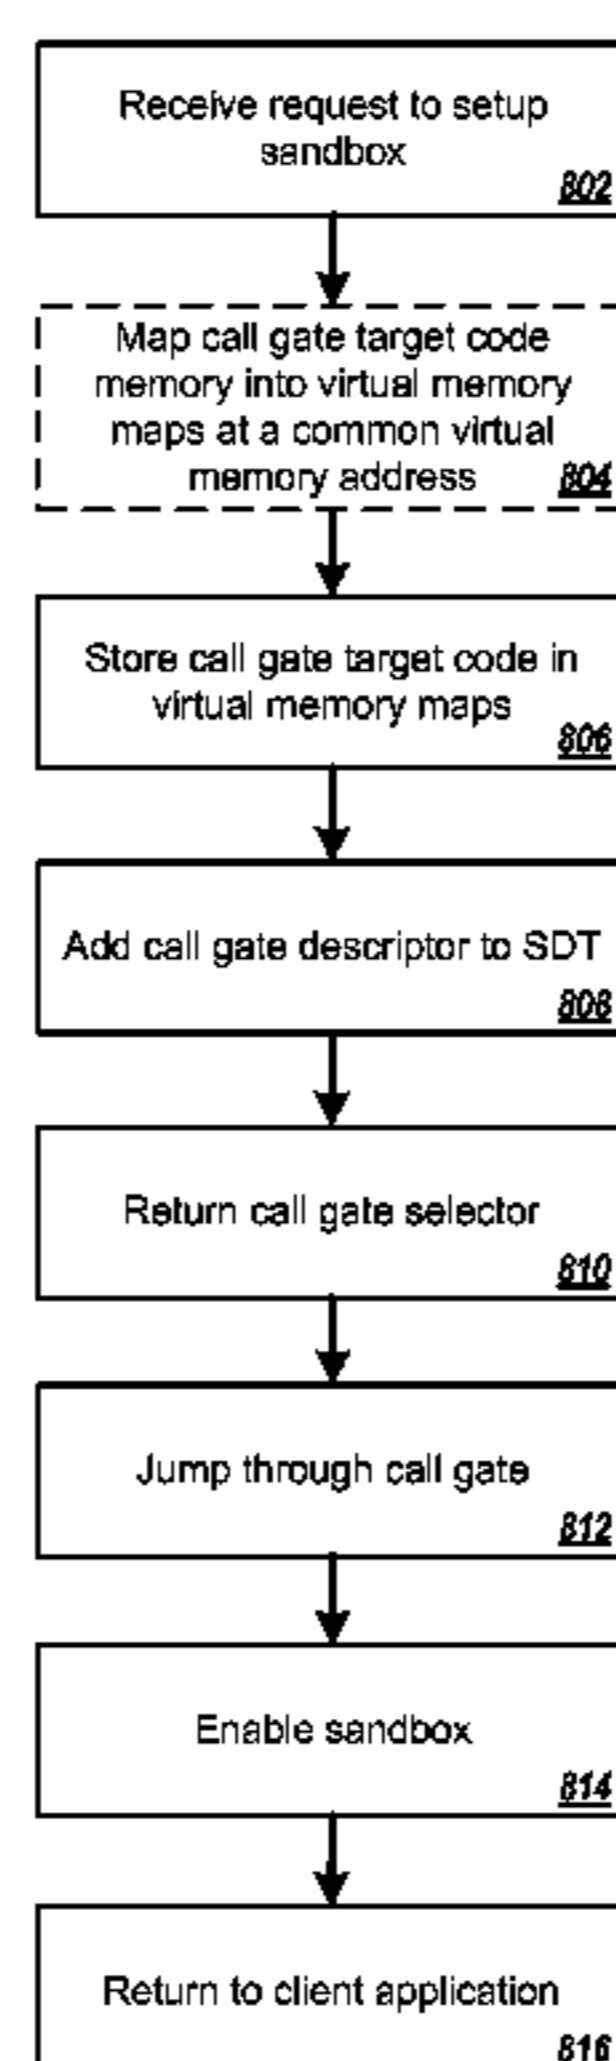 Receive request to setup
sandbox
802
Map call gate target code
memory into virtual memory
maps at a common virtual
memory address
804
Store call gate target code in
virtual memory maps
806
Add call gate descriptor to SDT
808
Return call gate selector
810
Jump through call gate
812
Enable sandbox
814
Return to client application
816